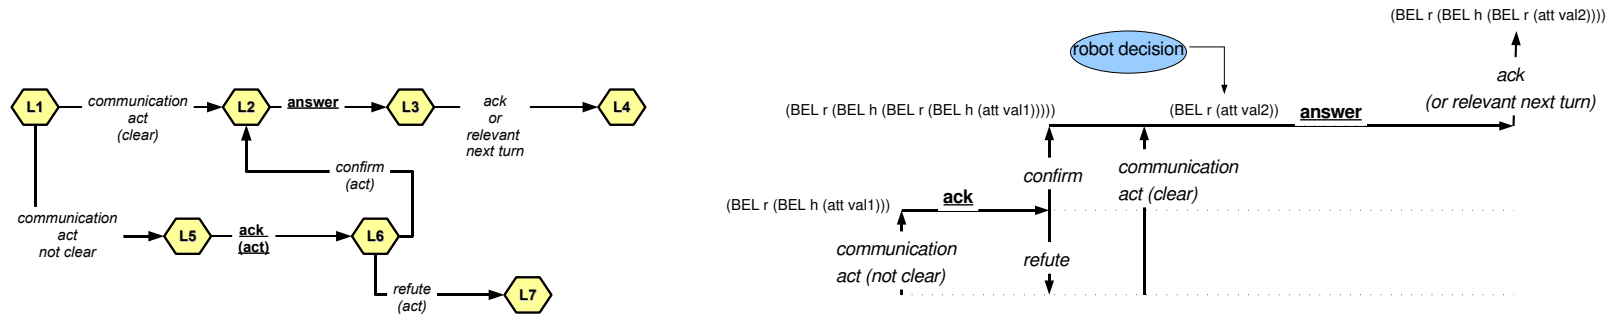 L1
communication
act
(clear)
L2
answer
L3
ack
or
relevant
next turn
L4
confirm
(act)
communication
act
not clear
L5
ack
(act)
L6
refute
(act)
L7
(BEL r (BEL h (BEL r (att val2))))
robot decision
ack
(or relevant next turn)
(BEL r (BEL h (BEL r (BEL h (att val1)))))
(BEL r (att val2))
answer
confirm
communication
act (clear)
(BEL r (BEL h (att val1)))
ack
communication
act (not clear)
refute